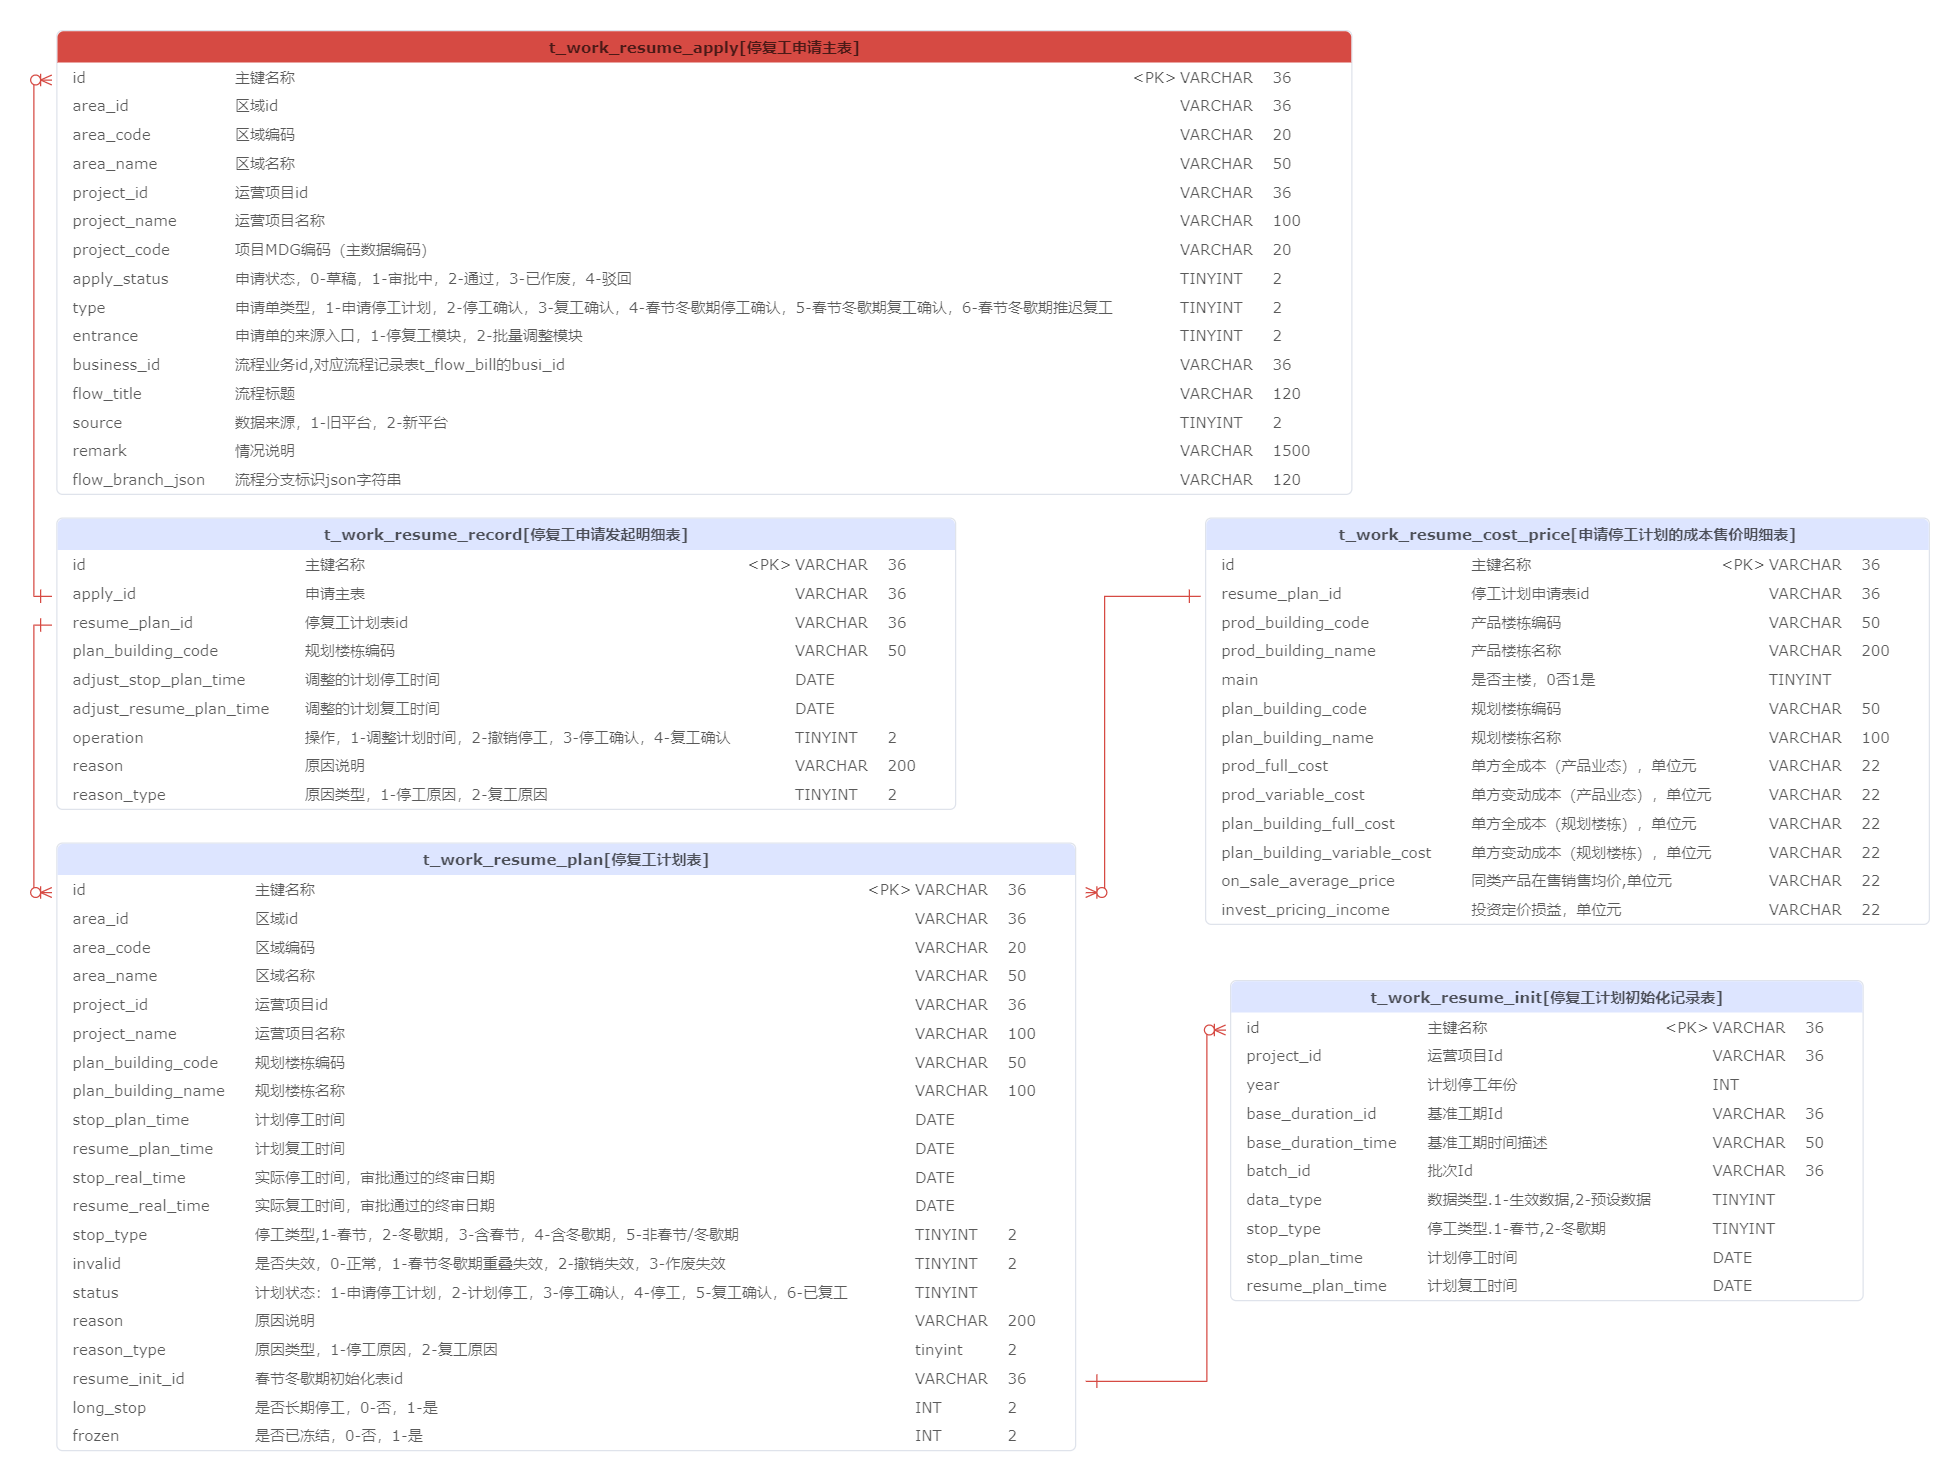 t_work_resume_apply[停复工申请主表]
id 主键名称 <PK> VARCHAR 36
area_id 区域id VARCHAR 36
area_code 区域编码 VARCHAR 20
area_name 区域名称 VARCHAR 50
project_id 运营项目id VARCHAR 36
project_name 运营项目名称 VARCHAR 100
project_code 项目MDG编码（主数据编码） VARCHAR 20
apply_status 申请状态，0-草稿，1-审批中，2-通过，3-已作废，4-驳回 TINYINT 2
type 申请单类型，1-申请停工计划，2-停工确认，3-复工确认，4-春节冬歇期停工确认，5-春节冬歇期复工确认，6-春节冬歇期推迟复工 TINYINT 2
entrance 申请单的来源入口，1-停复工模块，2-批量调整模块 TINYINT 2
business_id 流程业务id,对应流程记录表t_flow_bill的busi_id VARCHAR 36
flow_title 流程标题 VARCHAR 120
source 数据来源，1-旧平台，2-新平台 TINYINT 2
remark 情况说明 VARCHAR 1500
flow_branch_json 流程分支标识json字符串 VARCHAR 120
t_work_resume_record[停复工申请发起明细表]
id 主键名称 <PK> VARCHAR 36
apply_id 申请主表 VARCHAR 36
resume_plan_id 停复工计划表id VARCHAR 36
plan_building_code 规划楼栋编码 VARCHAR 50
adjust_stop_plan_time 调整的计划停工时间 DATE
adjust_resume_plan_time 调整的计划复工时间 DATE
operation 操作，1-调整计划时间，2-撤销停工，3-停工确认，4-复工确认 TINYINT 2
reason 原因说明 VARCHAR 200
reason_type 原因类型，1-停工原因，2-复工原因 TINYINT 2
t_work_resume_cost_price[申请停工计划的成本售价明细表]
id 主键名称 <PK> VARCHAR 36
resume_plan_id 停工计划申请表id VARCHAR 36
prod_building_code 产品楼栋编码 VARCHAR 50
prod_building_name 产品楼栋名称 VARCHAR 200
main 是否主楼，0否1是 TINYINT
plan_building_code 规划楼栋编码 VARCHAR 50
plan_building_name 规划楼栋名称 VARCHAR 100
prod_full_cost 单方全成本（产品业态），单位元 VARCHAR 22
prod_variable_cost 单方变动成本（产品业态），单位元 VARCHAR 22
plan_building_full_cost 单方全成本（规划楼栋），单位元 VARCHAR 22
plan_building_variable_cost 单方变动成本（规划楼栋），单位元 VARCHAR 22
on_sale_average_price 同类产品在售销售均价,单位元 VARCHAR 22
invest_pricing_income 投资定价损益，单位元 VARCHAR 22
t_work_resume_plan[停复工计划表]
id 主键名称 <PK> VARCHAR 36
area_id 区域id VARCHAR 36
area_code 区域编码 VARCHAR 20
area_name 区域名称 VARCHAR 50
project_id 运营项目id VARCHAR 36
project_name 运营项目名称 VARCHAR 100
plan_building_code 规划楼栋编码 VARCHAR 50
plan_building_name 规划楼栋名称 VARCHAR 100
stop_plan_time 计划停工时间 DATE
resume_plan_time 计划复工时间 DATE
stop_real_time 实际停工时间，审批通过的终审日期 DATE
resume_real_time 实际复工时间，审批通过的终审日期 DATE
stop_type 停工类型,1-春节，2-冬歇期，3-含春节，4-含冬歇期，5-非春节/冬歇期 TINYINT 2
invalid 是否失效，0-正常，1-春节冬歇期重叠失效，2-撤销失效，3-作废失效 TINYINT 2
status 计划状态：1-申请停工计划，2-计划停工，3-停工确认，4-停工，5-复工确认，6-已复工 TINYINT
reason 原因说明 VARCHAR 200
reason_type 原因类型，1-停工原因，2-复工原因 tinyint 2
resume_init_id 春节冬歇期初始化表id VARCHAR 36
long_stop 是否长期停工，0-否，1-是 INT 2
frozen 是否已冻结，0-否，1-是 INT 2
t_work_resume_init[停复工计划初始化记录表]
id 主键名称 <PK> VARCHAR 36
project_id 运营项目Id VARCHAR 36
year 计划停工年份 INT
base_duration_id 基准工期Id VARCHAR 36
base_duration_time 基准工期时间描述 VARCHAR 50
batch_id 批次Id VARCHAR 36
data_type 数据类型.1-生效数据,2-预设数据 TINYINT
stop_type 停工类型.1-春节,2-冬歇期 TINYINT
stop_plan_time 计划停工时间 DATE
resume_plan_time 计划复工时间 DATE